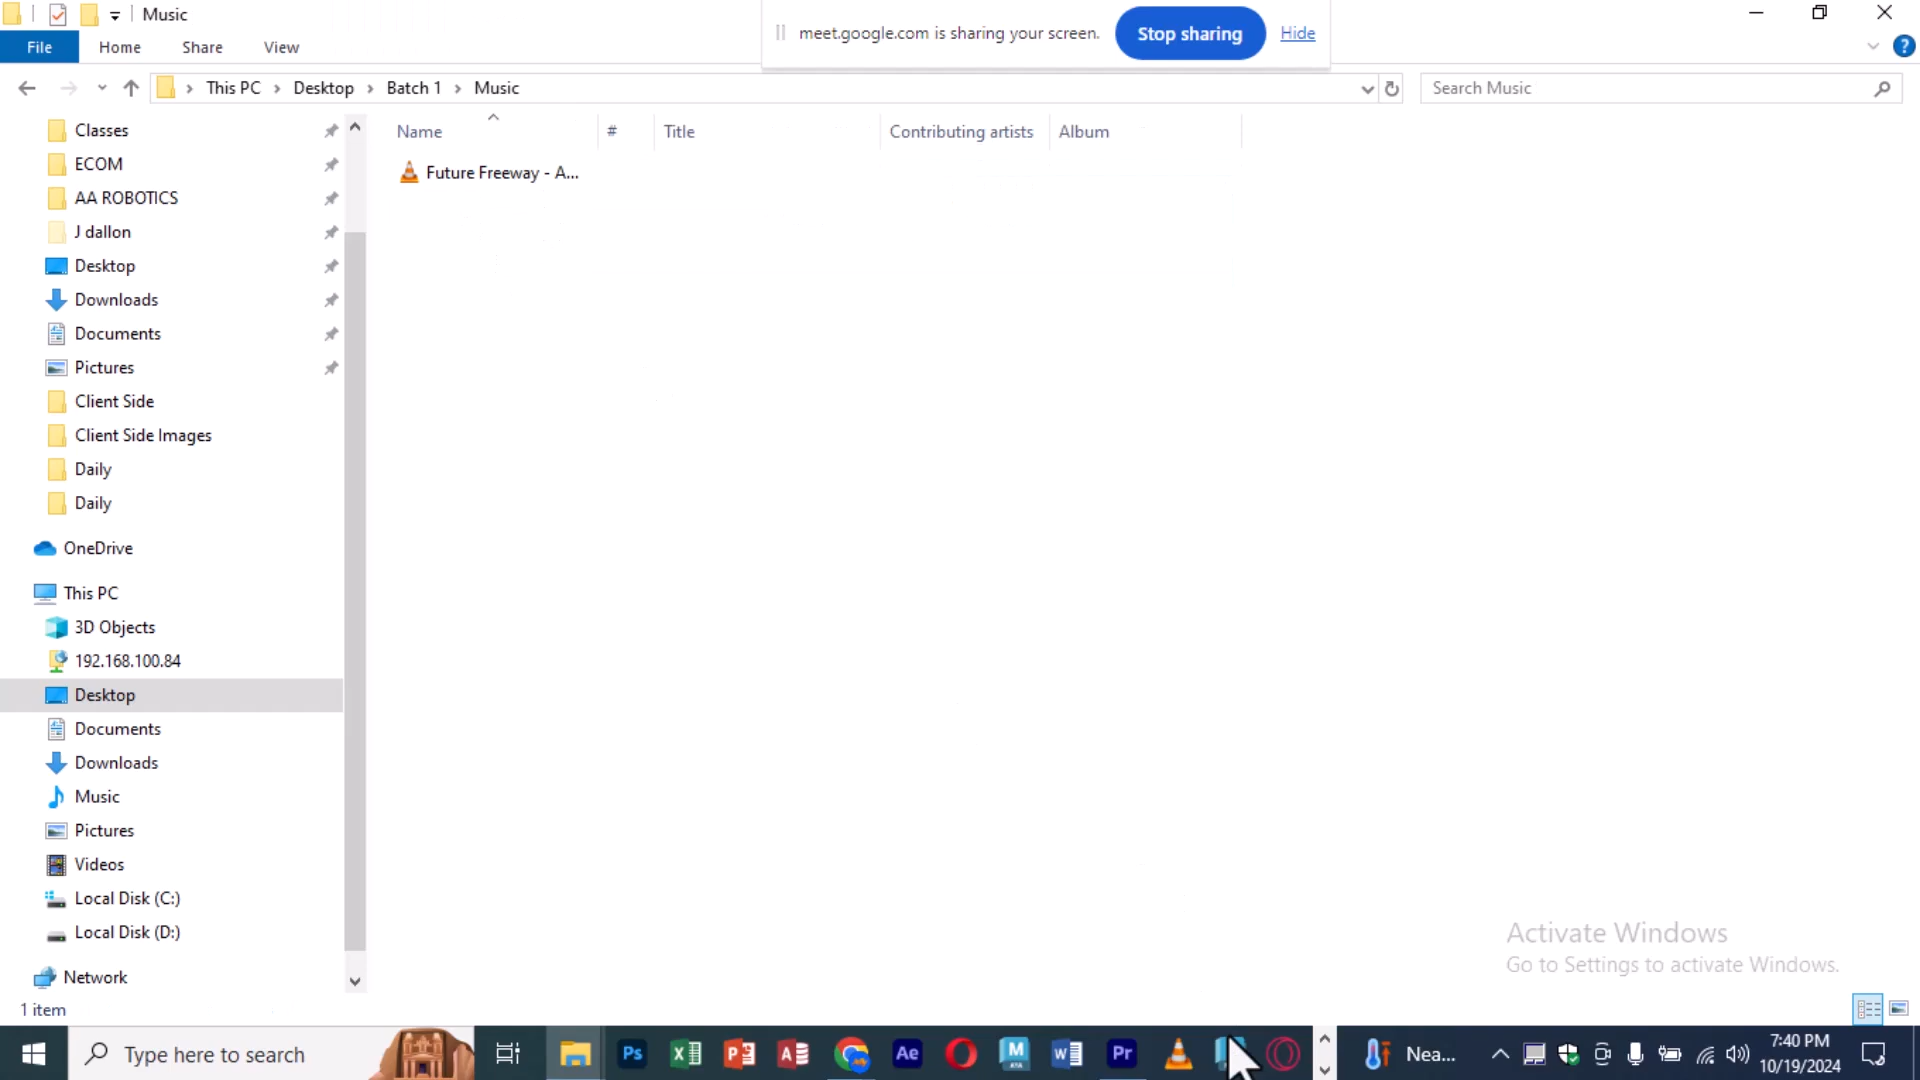 Music
meet.google.com is sharing your screen.
Stop sharing
Hide
File
Home
Share
View
This PC
Desktop
Batch 1
Music
Search Music
Classes
ECOM
AA ROBOTICS
J dallon
Desktop
Downloads
Documents
Pictures
Client Side
Client Side Images
Daily
Daily
OneDrive
This PC
3D Objects
192.168.100.84
Desktop
Documents
Downloads
Music
Pictures
Videos
Local Disk (C:)
Local Disk (D:)
Network
Name
#
Title
Contributing artists
Album
Future Freeway - A...
Activate Windows
Go to Settings to activate Windows.
1 item
Type here to search
Ps
Ae
Pr
Nea...
7:40 PM
10/19/2024